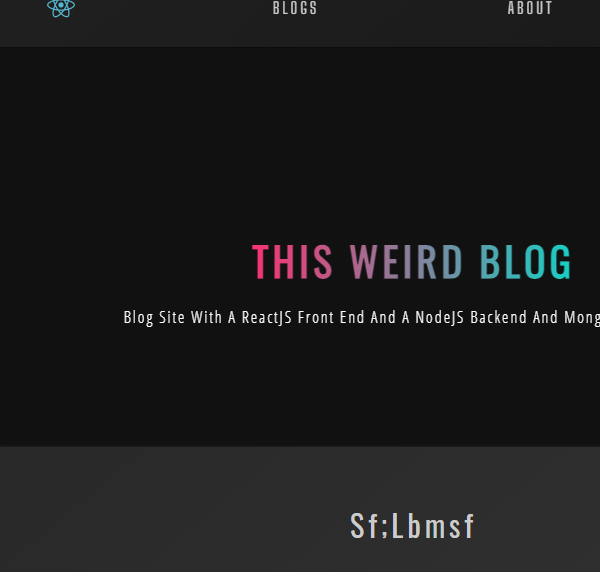 BLOGS ABOUT
THIS WEIRD BLOG
Blog Site With A ReactJS Front End And A NodeJS Backend And Mong
Sf;Lbmsf